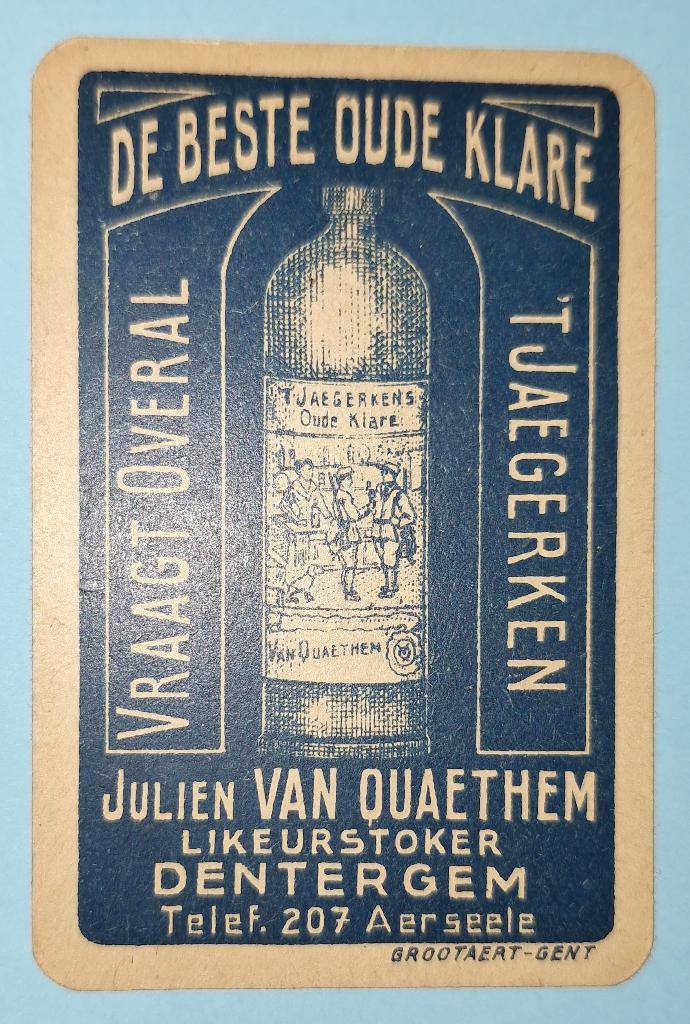 DE BESTE OUDE KLARE
VRAAGT OVERAL
'T JAEGERKEN
'T JAEGERKENS
Oude Klare
VAN QUAETHEM
JULIEN VAN QUAETHEM
LIKEURSTOKER
DENTERGEM
Telef. 207 Aerseele
GROOTAERT-GENT